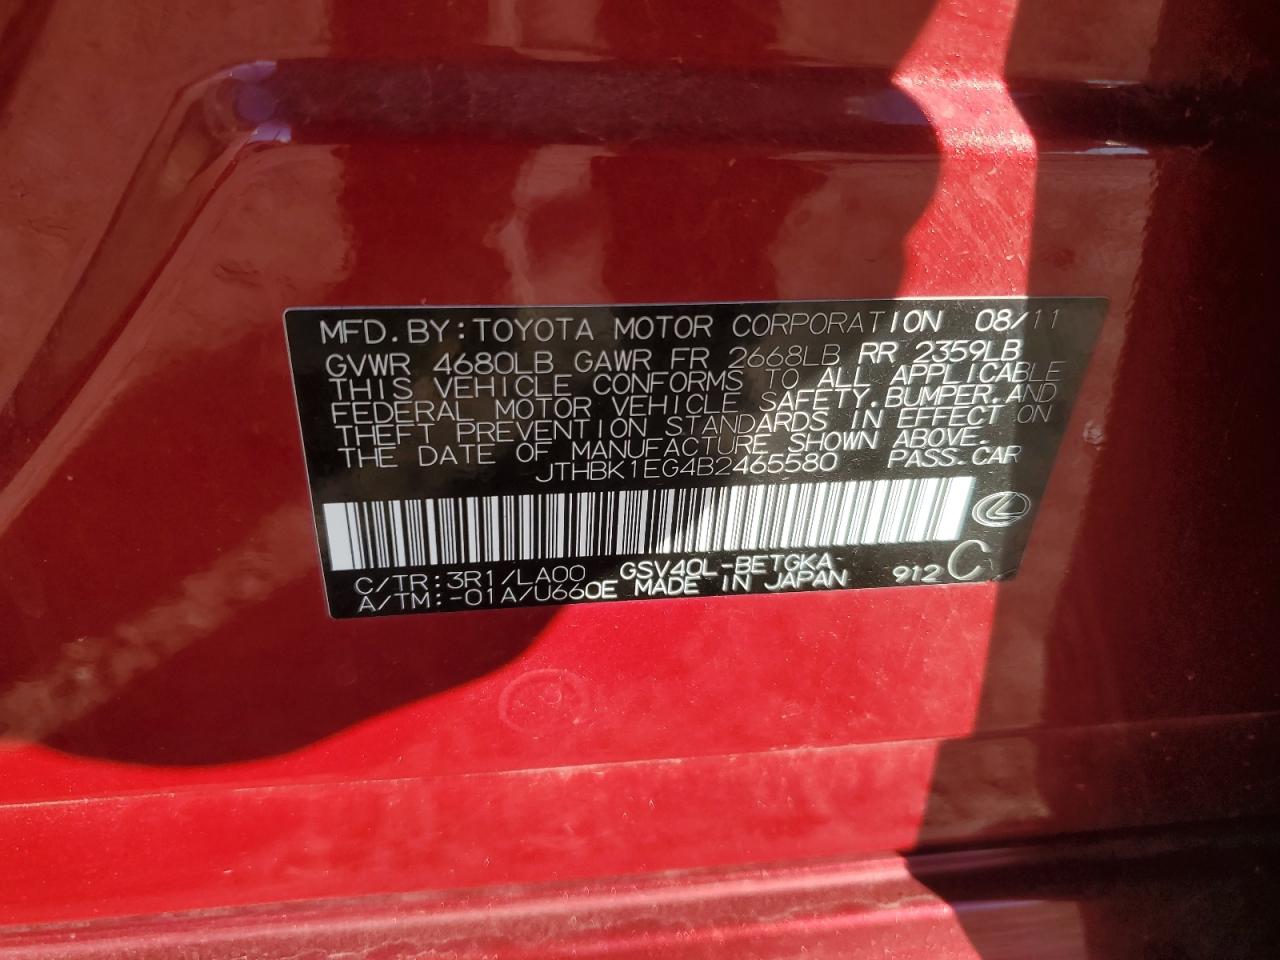 MFD. BY: TOYOTA MOTOR CORPORATION 08/11
GVWR 4680LB GAWR FR 2668LB RR 2359LB
THIS VEHICLE CONFORMS TO ALL APPLICABLE
FEDERAL MOTOR VEHICLE SAFETY, BUMPER, AND
THEFT PREVENTION STANDARDS IN EFFECT ON
THE DATE OF MANUFACTURE SHOWN ABOVE.
JTHBK1EG4B2465580 PASS. CAR
C/TR: 3R1/LA00 GSV40L-BETGKA 912 C
A/TM: -01A/U660E MADE IN JAPAN